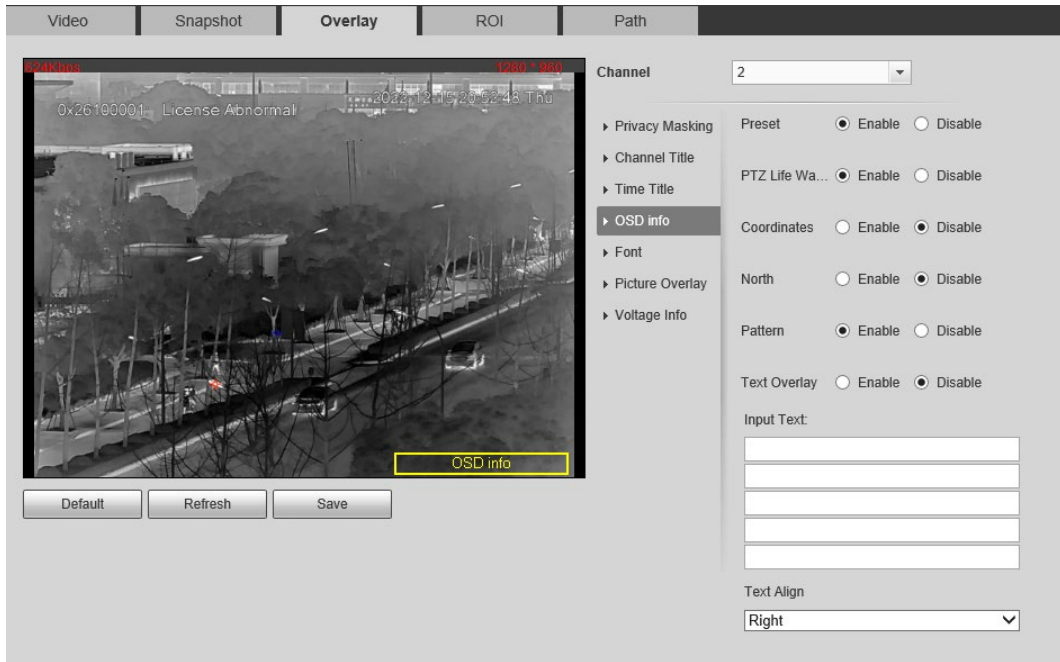 Video Snapshot Overlay ROI Path
624Kbps 1280 * 960
0x26100001 License Abnormal
2022-12-15 20:52:48 Thu
OSD info
Default Refresh Save
Channel 2
Privacy Masking
Channel Title
Time Title
OSD info
Font
Picture Overlay
Voltage Info
Preset Enable Disable
PTZ Life Wa... Enable Disable
Coordinates Enable Disable
North Enable Disable
Pattern Enable Disable
Text Overlay Enable Disable
Input Text:
Text Align
Right